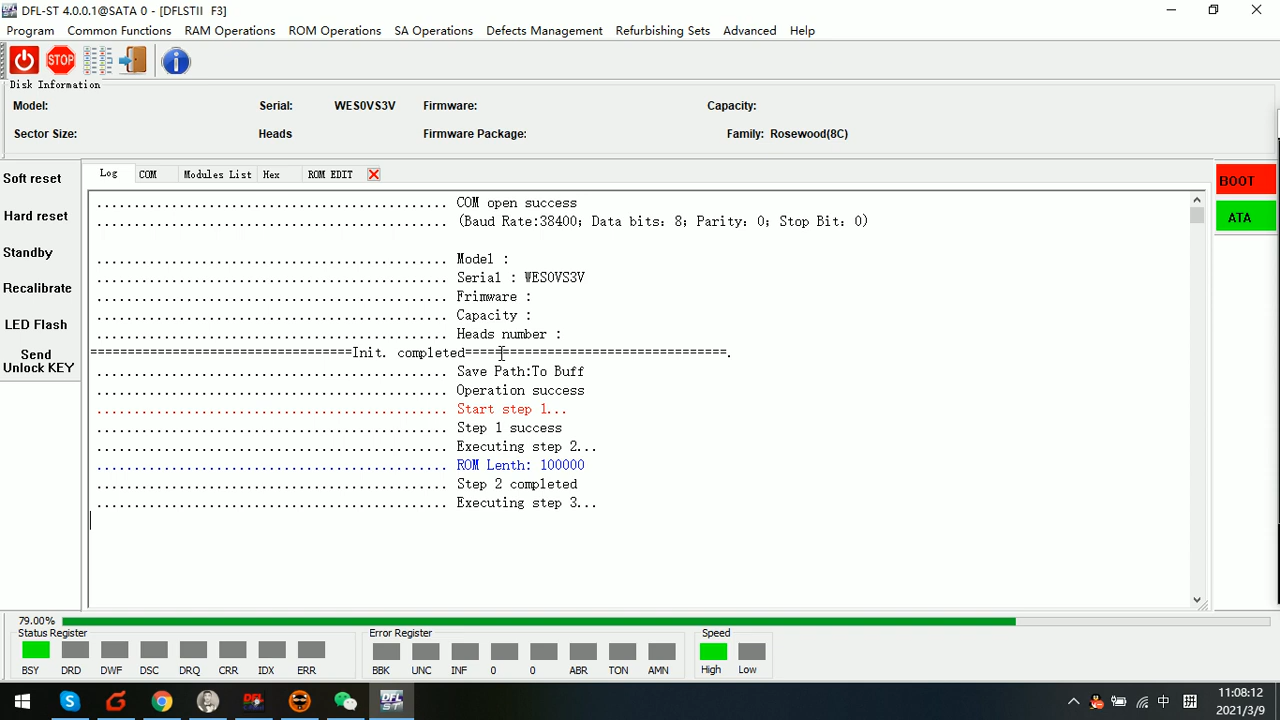 DFL-ST 4.0.0.1@SATA 0 - [DFLSTII F3]
Program Common Functions RAM Operations ROM Operations SA Operations Defects Management Refurbishing Sets Advanced Help
STOP
Disk Information
Model: Serial: WES0VS3V Firmware: Capacity:
Sector Size: Heads Firmware Package: Family: Rosewood(8C)
Soft reset
Hard reset
Standby
Recalibrate
LED Flash
Send
Unlock KEY
Log COM Modules List Hex ROM EDIT
............................................... COM open success
............................................... (Baud Rate:38400; Data bits: 8; Parity: 0; Stop Bit: 0)
............................................... Model :
............................................... Serial : WES0VS3V
............................................... Frimware :
............................................... Capacity :
............................................... Heads number :
===================================Init. completed===================================.
............................................... Save Path:To Buff
............................................... Operation success
............................................... Start step 1...
............................................... Step 1 success
............................................... Executing step 2...
............................................... ROM Lenth: 100000
............................................... Step 2 completed
............................................... Executing step 3...
BOOT
ATA
79.00%
Status Register
BSY DRD DWF DSC DRQ CRR IDX ERR
Error Register
BBK UNC INF 0 0 ABR TON AMN
Speed
High Low
DFL
DFL
ST
中
拼
11:08:12
2021/3/9